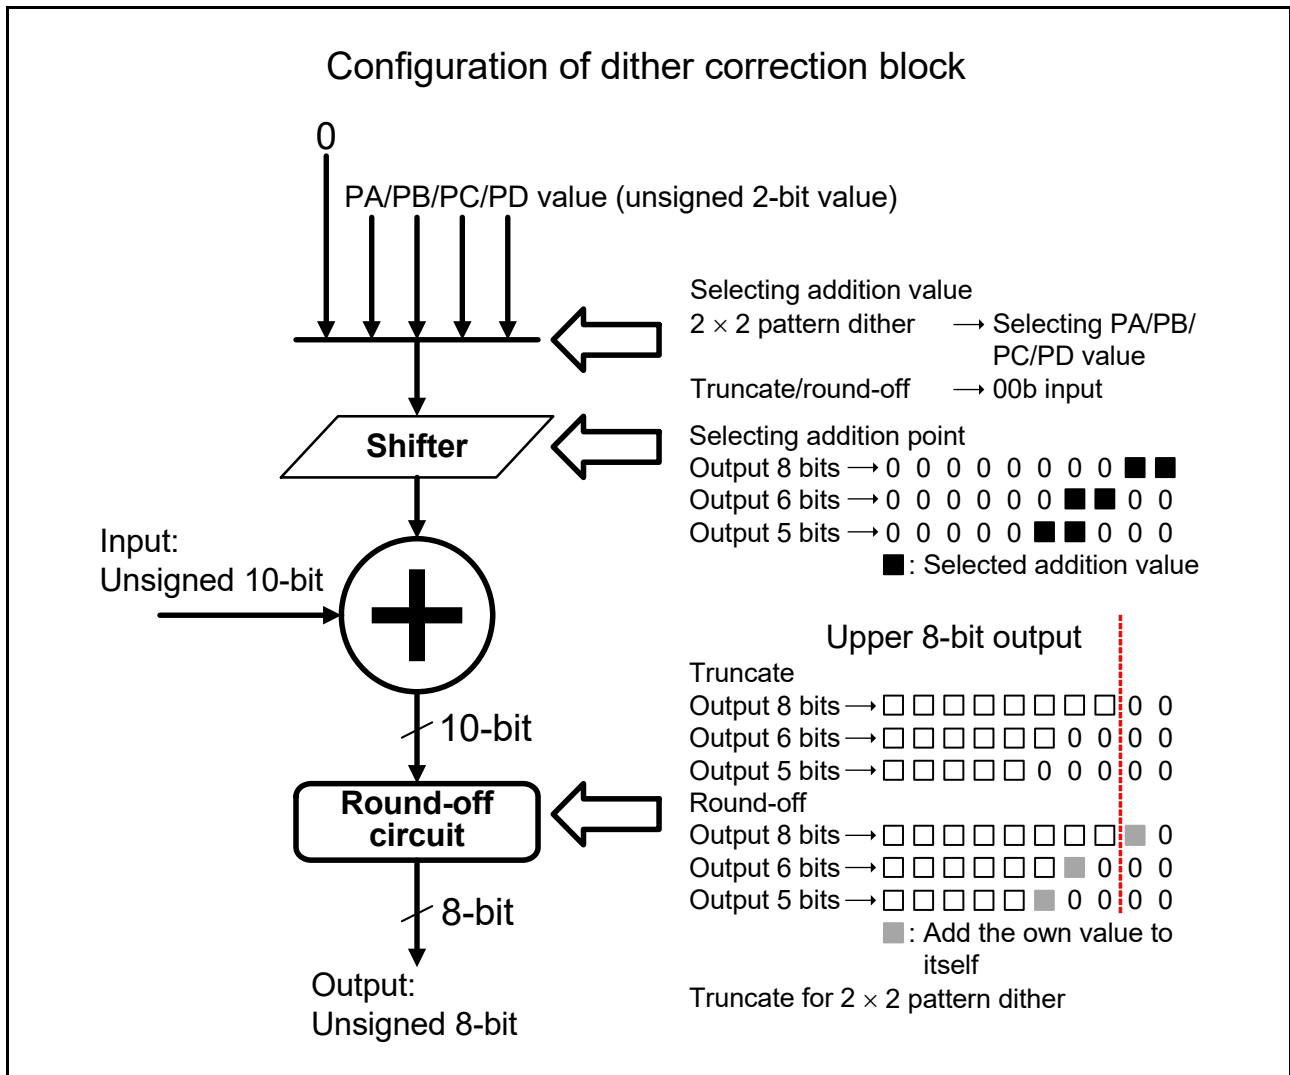 Configuration of dither correction block
0
PA/PB/PC/PD value (unsigned 2-bit value)
Selecting addition value
2 × 2 pattern dither → Selecting PA/PB/
PC/PD value
Truncate/round-off → 00b input
Shifter
Selecting addition point
Output 8 bits → 0 0 0 0 0 0 0 0 ■ ■
Output 6 bits → 0 0 0 0 0 0 ■ ■ 0 0
Output 5 bits → 0 0 0 0 0 ■ ■ 0 0 0
■ : Selected addition value
Input:
Unsigned 10-bit
Upper 8-bit output
Truncate
Output 8 bits → □ □ □ □ □ □ □ □ 0 0
Output 6 bits → □ □ □ □ □ □ 0 0 0 0
Output 5 bits → □ □ □ □ □ 0 0 0 0 0
10-bit
Round-off
circuit
Round-off
Output 8 bits → □ □ □ □ □ □ □ □ ■ 0
Output 6 bits → □ □ □ □ □ □ ■ 0 0 0
Output 5 bits → □ □ □ □ □ ■ 0 0 0 0
■ : Add the own value to
itself
8-bit
Truncate for 2 × 2 pattern dither
Output:
Unsigned 8-bit